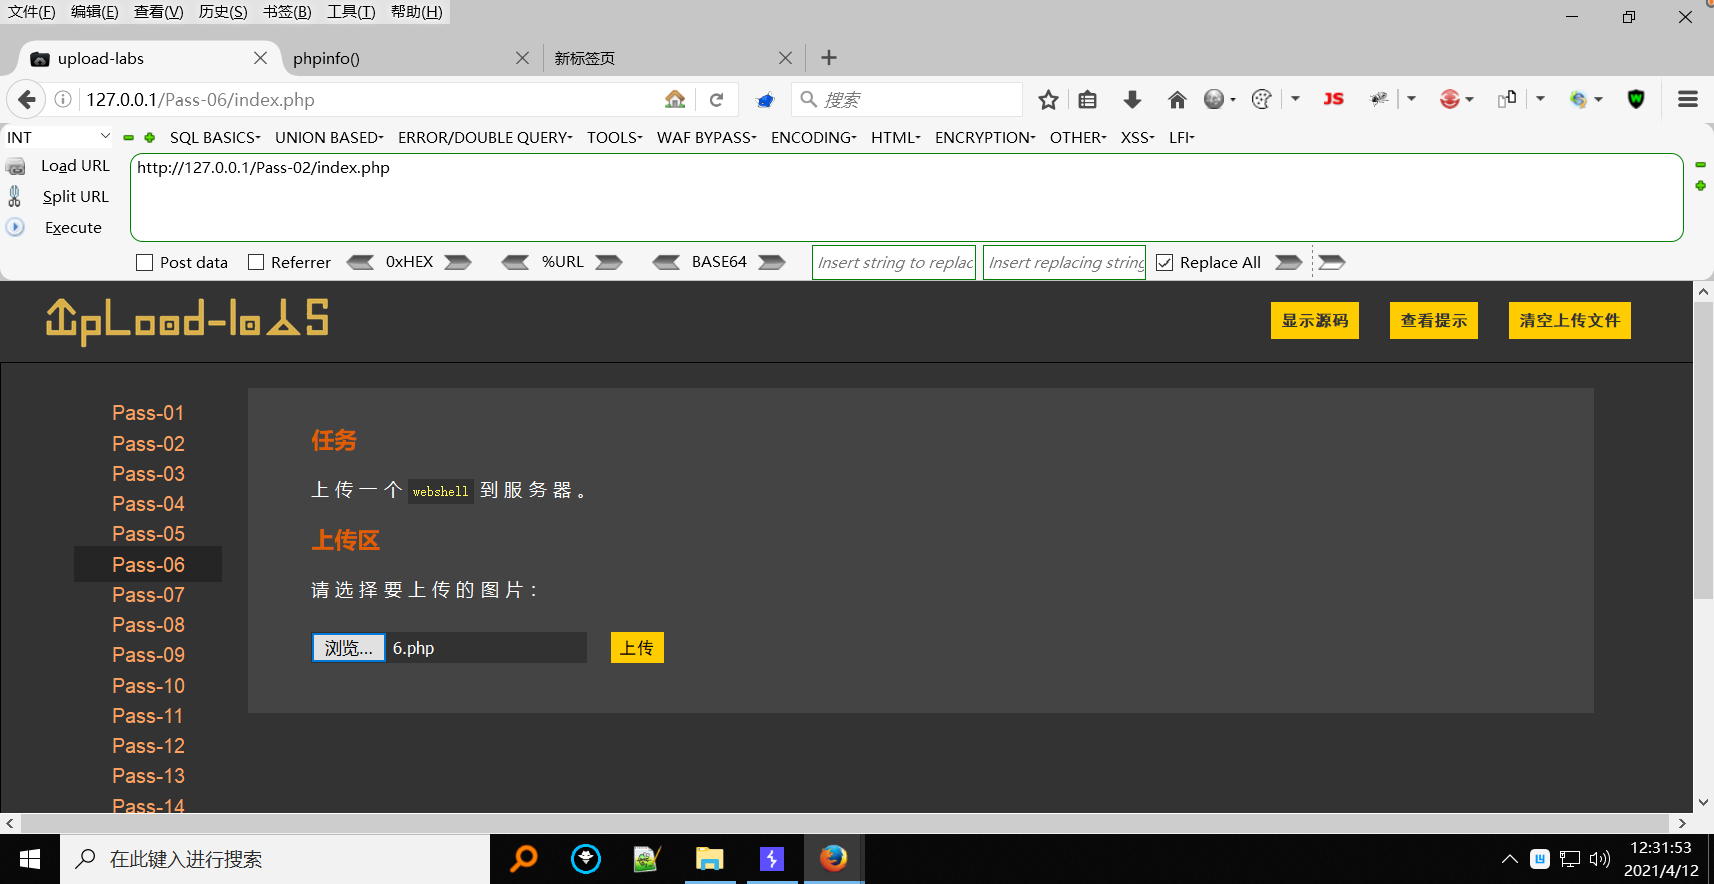 文件(F) 编辑(E) 查看(V) 历史(S) 书签(B) 工具(T) 帮助(H)
upload-labs phpinfo() 新标签页
127.0.0.1/Pass-06/index.php 搜索 JS
INT SQL BASICS UNION BASED ERROR/DOUBLE QUERY TOOLS WAF BYPASS ENCODING HTML ENCRYPTION OTHER XSS LFI
Load URL http://127.0.0.1/Pass-02/index.php
Split URL
Execute
Post data Referrer 0xHEX %URL BASE64 Insert string to replac Insert replacing string Replace All
UpLoad-labS 显示源码 查看提示 清空上传文件
Pass-01
Pass-02
Pass-03
Pass-04
Pass-05
Pass-06
Pass-07
Pass-08
Pass-09
Pass-10
Pass-11
Pass-12
Pass-13
Pass-14
任务
上传一个 webshell 到服务器。
上传区
请选择要上传的图片：
浏览... 6.php 上传
在此键入进行搜索
12:31:53
2021/4/12